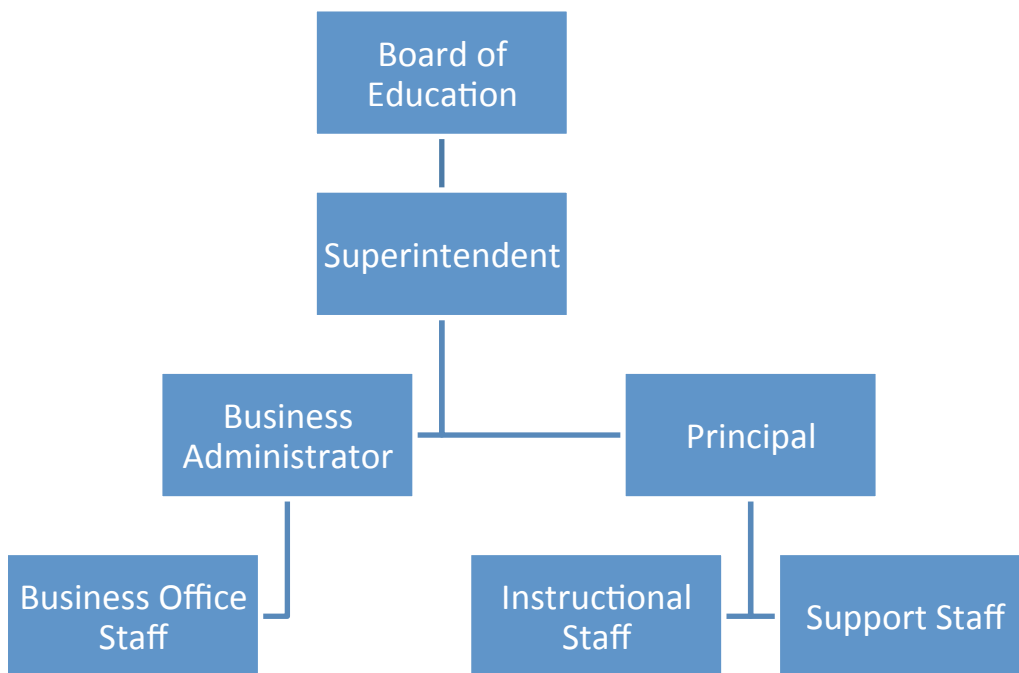 Board of
Education
Superintendent
Business
Administrator
Principal
Business Office
Staff
Instructional
Staff
Support Staff